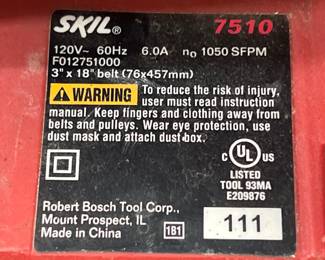 SKIL® 7510
120V~ 60Hz 6.0A n₀ 1050 SFPM
F012751000
3" x 18" belt (76x457mm)
WARNING To reduce the risk of injury,
user must read instruction
manual. Keep fingers and clothing away from
belts and pulleys. Wear eye protection, use
dust mask and attach dust box.
C UL US
®
LISTED
TOOL 93MA
E209876
Robert Bosch Tool Corp.,
Mount Prospect, IL
Made in China 1B1
111